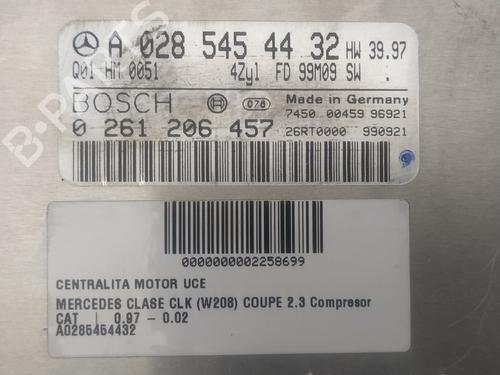 A 028 545 44 32 HW 39.97
Q01 HM 0051 4Zyl FD 99M09 SW .
BOSCH 078 Made in Germany
7450 00459 96921
0 261 206 457 26RT0000 990921
0000000002258699
CENTRALITA MOTOR UCE
MERCEDES CLASE CLK (W208) COUPE 2.3 Compresor
CAT | 0.97 - 0.02
A0285454432
B-PARTS